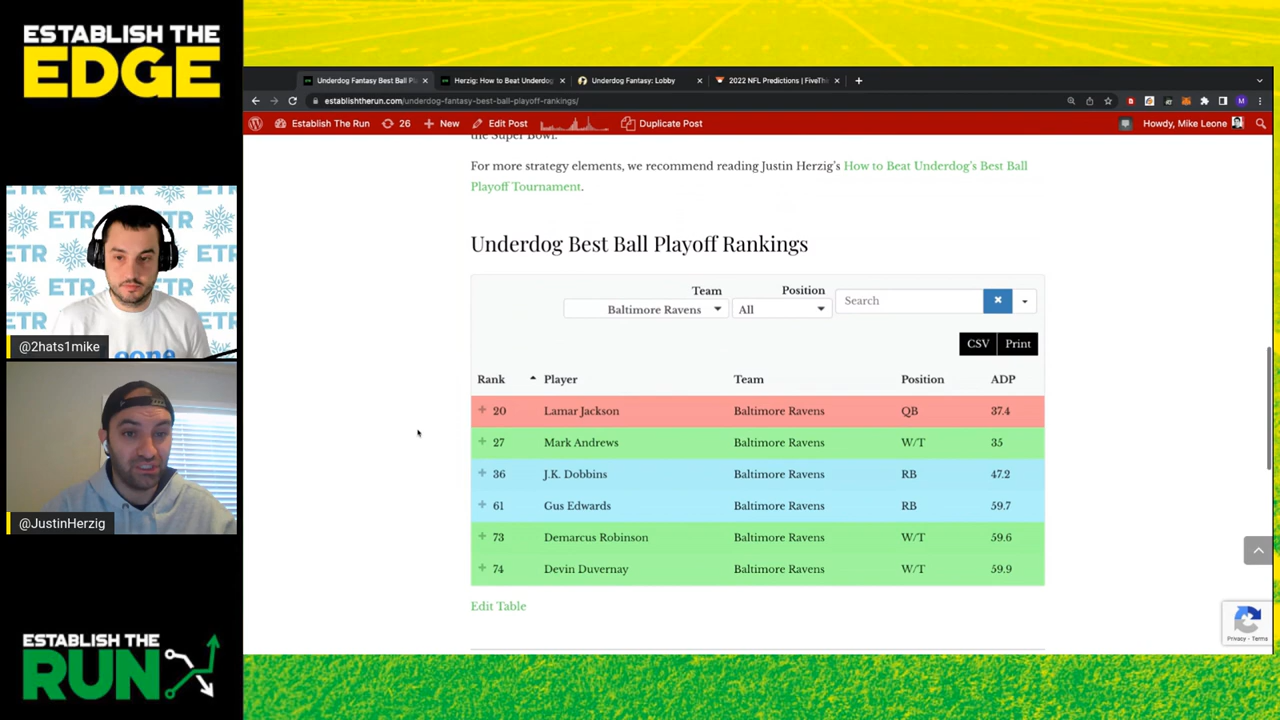 ESTABLISH THE
EDGE
Underdog Fantasy Best Ball Pl
Herzig: How to Beat Underdog
Underdog Fantasy: Lobby
2022 NFL Predictions | FiveThi
establishtherun.com/underdog-fantasy-best-ball-playoff-rankings/
Establish The Run
26
New
Edit Post
Duplicate Post
Howdy, Mike Leone
the Super Bowl.
For more strategy elements, we recommend reading Justin Herzig's How to Beat Underdog's Best Ball
Playoff Tournament.
Underdog Best Ball Playoff Rankings
Team
Position
Baltimore Ravens
All
Search
CSV
Print
Rank Player Team Position ADP
20 Lamar Jackson Baltimore Ravens QB 37.4
27 Mark Andrews Baltimore Ravens W/T 35
36 J.K. Dobbins Baltimore Ravens RB 47.2
61 Gus Edwards Baltimore Ravens RB 59.7
73 Demarcus Robinson Baltimore Ravens W/T 59.6
74 Devin Duvernay Baltimore Ravens W/T 59.9
Edit Table
Privacy - Terms
ETR
ETR
ETR
@2hats1mike
@JustinHerzig
ESTABLISH THE
RUN